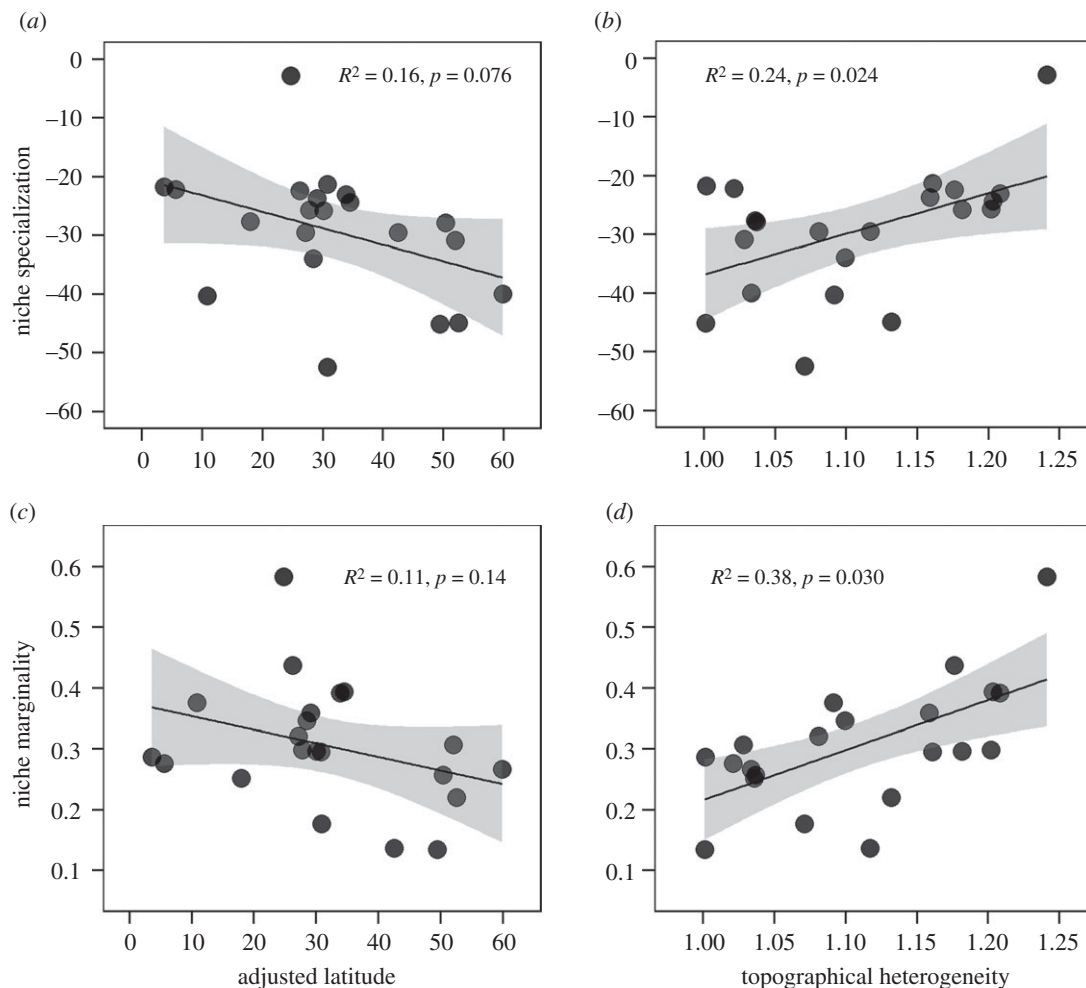 (a)
R² = 0.16, p = 0.076
niche specialization
0
–10
–20
–30
–40
–50
–60
0 10 20 30 40 50 60
(b)
R² = 0.24, p = 0.024
0
–10
–20
–30
–40
–50
–60
1.00 1.05 1.10 1.15 1.20 1.25
(c)
R² = 0.11, p = 0.14
niche marginality
0.6
0.5
0.4
0.3
0.2
0.1
0 10 20 30 40 50 60
adjusted latitude
(d)
R² = 0.38, p = 0.030
0.6
0.5
0.4
0.3
0.2
0.1
1.00 1.05 1.10 1.15 1.20 1.25
topographical heterogeneity